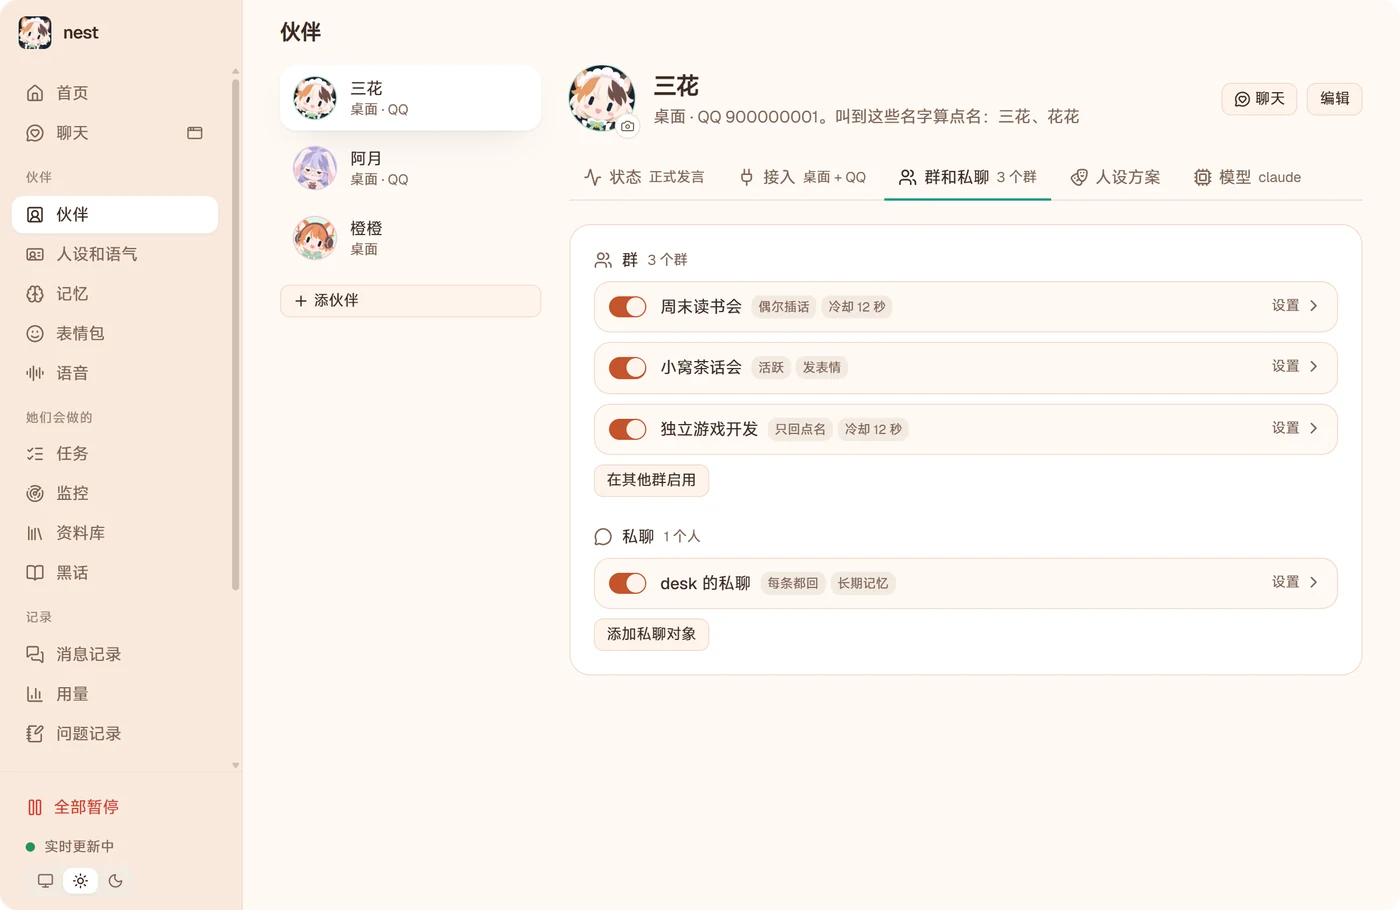 nest
首页
聊天
伙伴
伙伴
人设和语气
记忆
表情包
语音
她们会做的
任务
监控
资料库
黑话
记录
消息记录
用量
问题记录
全部暂停
实时更新中
伙伴
三花
桌面 · QQ
阿月
桌面 · QQ
橙橙
桌面
添伙伴
三花
桌面 · QQ 900000001。叫到这些名字算点名：三花、花花
聊天
编辑
状态 正式发言
接入 桌面 + QQ
群和私聊 3 个群
人设方案
模型 claude
群 3 个群
周末读书会 偶尔插话 冷却 12 秒 设置
小窝茶话会 活跃 发表情 设置
独立游戏开发 只回点名 冷却 12 秒 设置
在其他群启用
私聊 1 个人
desk 的私聊 每条都回 长期记忆 设置
添加私聊对象